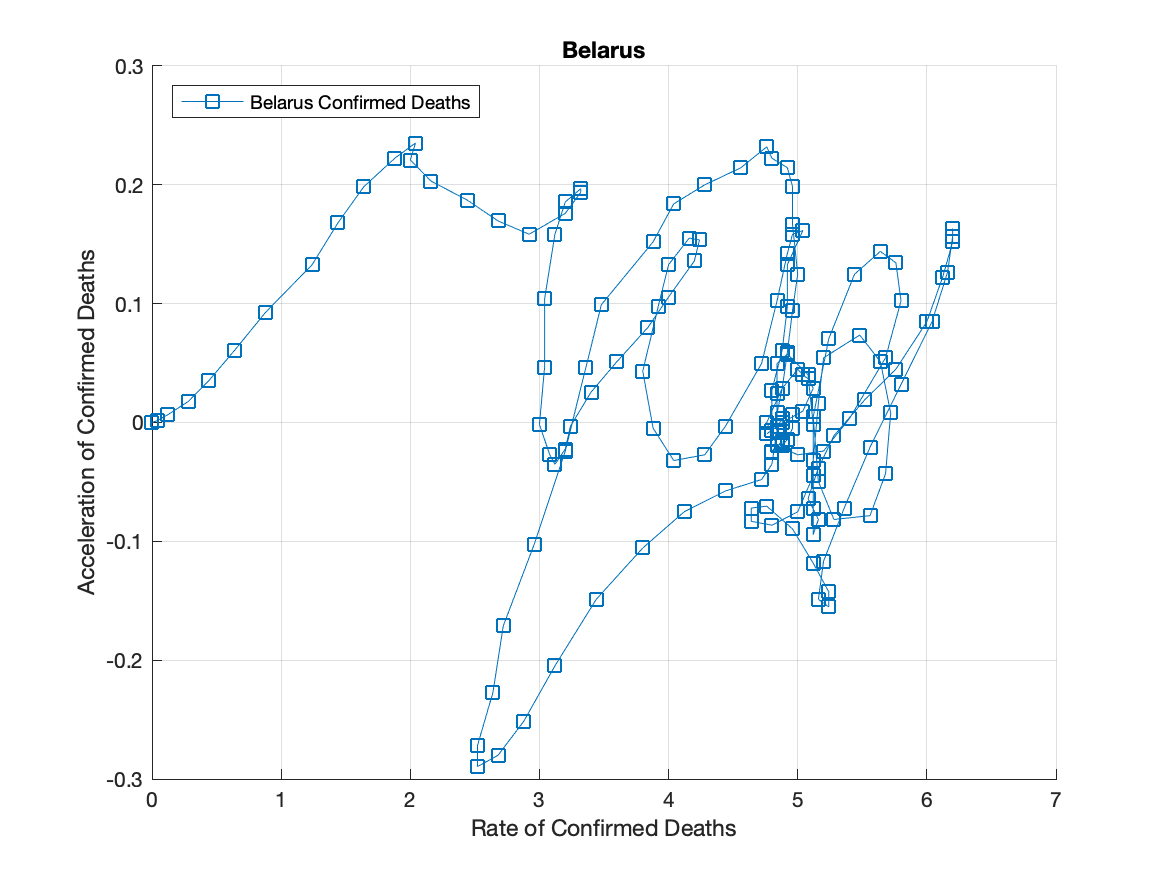 Belarus
Belarus Confirmed Deaths
Acceleration of Confirmed Deaths
0.3
0.2
0.1
0
-0.1
-0.2
-0.3
0 1 2 3 4 5 6 7
Rate of Confirmed Deaths